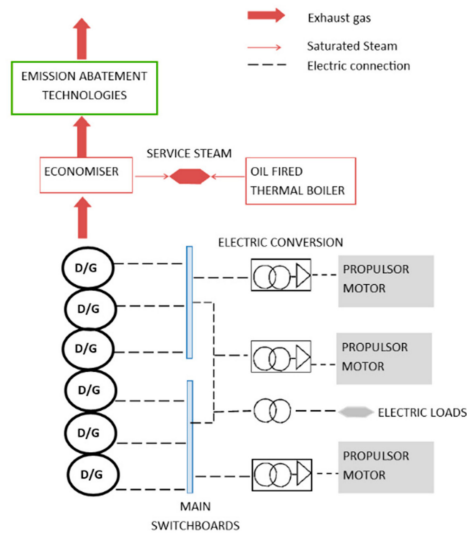 Exhaust gas
Saturated Steam
Electric connection
EMISSION ABATEMENT
TECHNOLOGIES
SERVICE STEAM
ECONOMISER
OIL FIRED
THERMAL BOILER
ELECTRIC CONVERSION
D/G
PROPULSOR
MOTOR
D/G
D/G
PROPULSOR
MOTOR
D/G
ELECTRIC LOADS
D/G
D/G
PROPULSOR
MOTOR
MAIN
SWITCHBOARDS